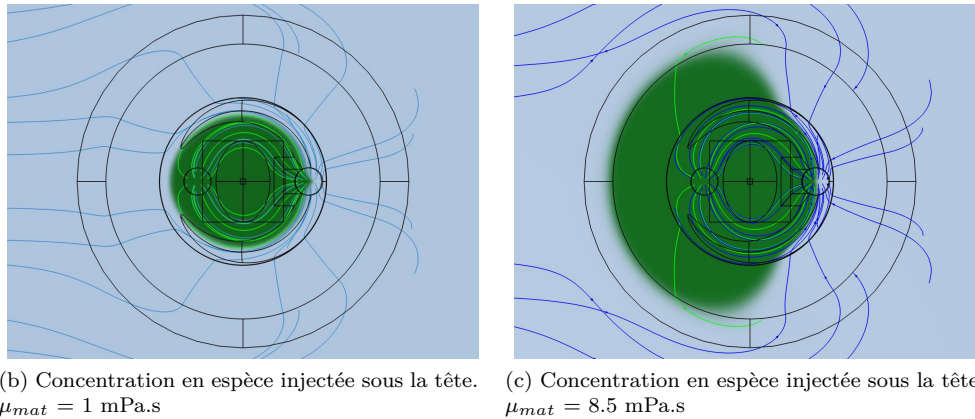 (b) Concentration en espèce injectée sous la tête.
μmat = 1 mPa.s
(c) Concentration en espèce injectée sous la tête
μmat = 8.5 mPa.s